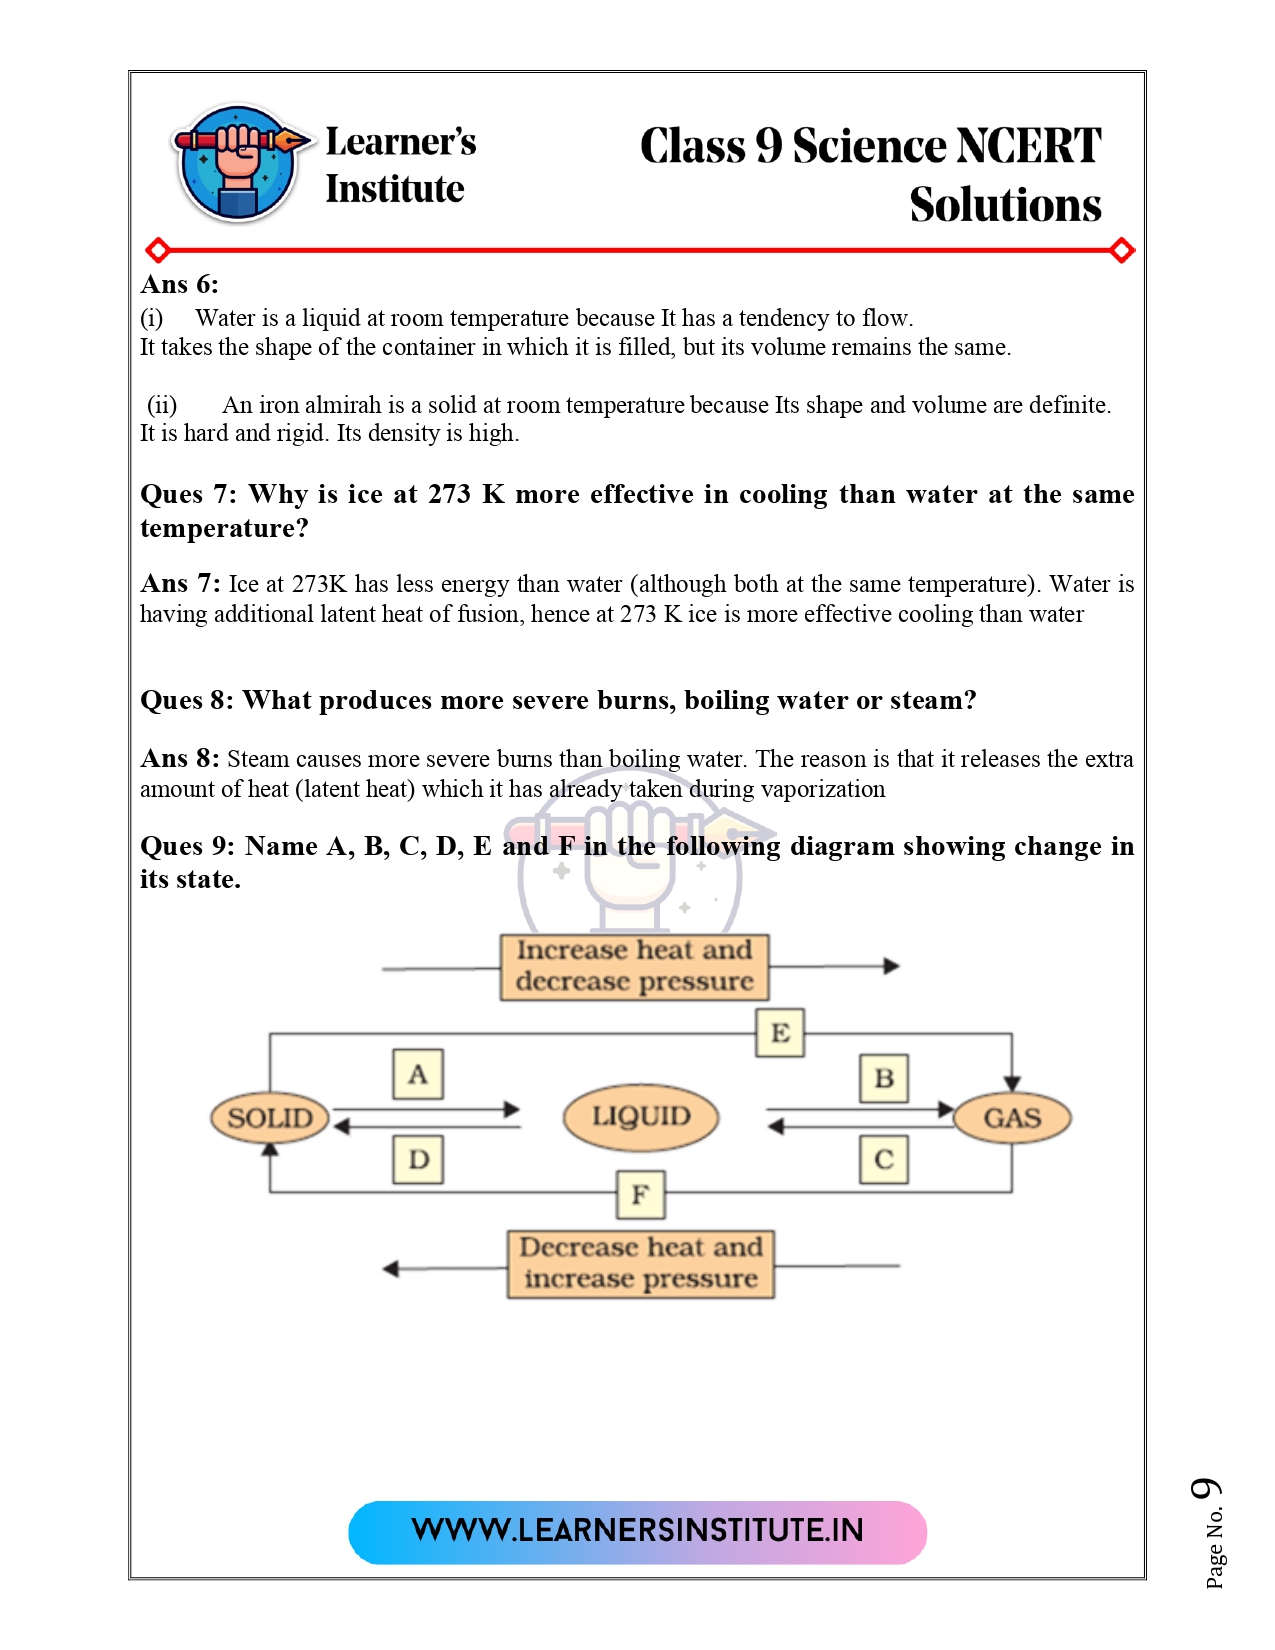 Learner's
Institute
Class 9 Science NCERT
Solutions
Ans 6:
(i) Water is a liquid at room temperature because It has a tendency to flow.
It takes the shape of the container in which it is filled, but its volume remains the same.
(ii) An iron almirah is a solid at room temperature because Its shape and volume are definite.
It is hard and rigid. Its density is high.
Ques 7: Why is ice at 273 K more effective in cooling than water at the same
temperature?
Ans 7: Ice at 273K has less energy than water (although both at the same temperature). Water is
having additional latent heat of fusion, hence at 273 K ice is more effective cooling than water
Ques 8: What produces more severe burns, boiling water or steam?
Ans 8: Steam causes more severe burns than boiling water. The reason is that it releases the extra
amount of heat (latent heat) which it has already taken during vaporization
Ques 9: Name A, B, C, D, E and F in the following diagram showing change in
its state.
Increase heat and
decrease pressure
E
A
B
SOLID
LIQUID
GAS
D
C
F
Decrease heat and
increase pressure
WWW.LEARNERSINSTITUTE.IN
Page No. 9